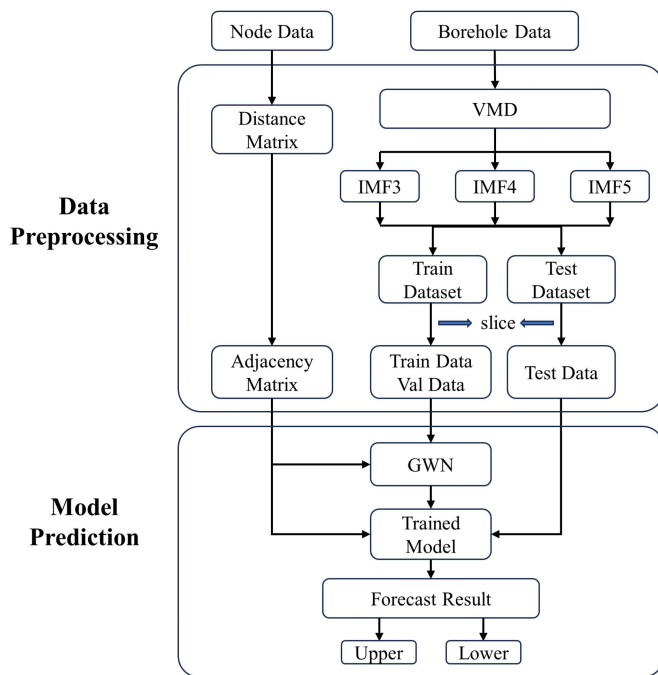 Node Data
Borehole Data
Distance
Matrix
VMD
IMF3
IMF4
IMF5
Data
Preprocessing
Train
Dataset
Test
Dataset
slice
Adjacency
Matrix
Train Data
Val Data
Test Data
GWN
Model
Prediction
Trained
Model
Forecast Result
Upper
Lower